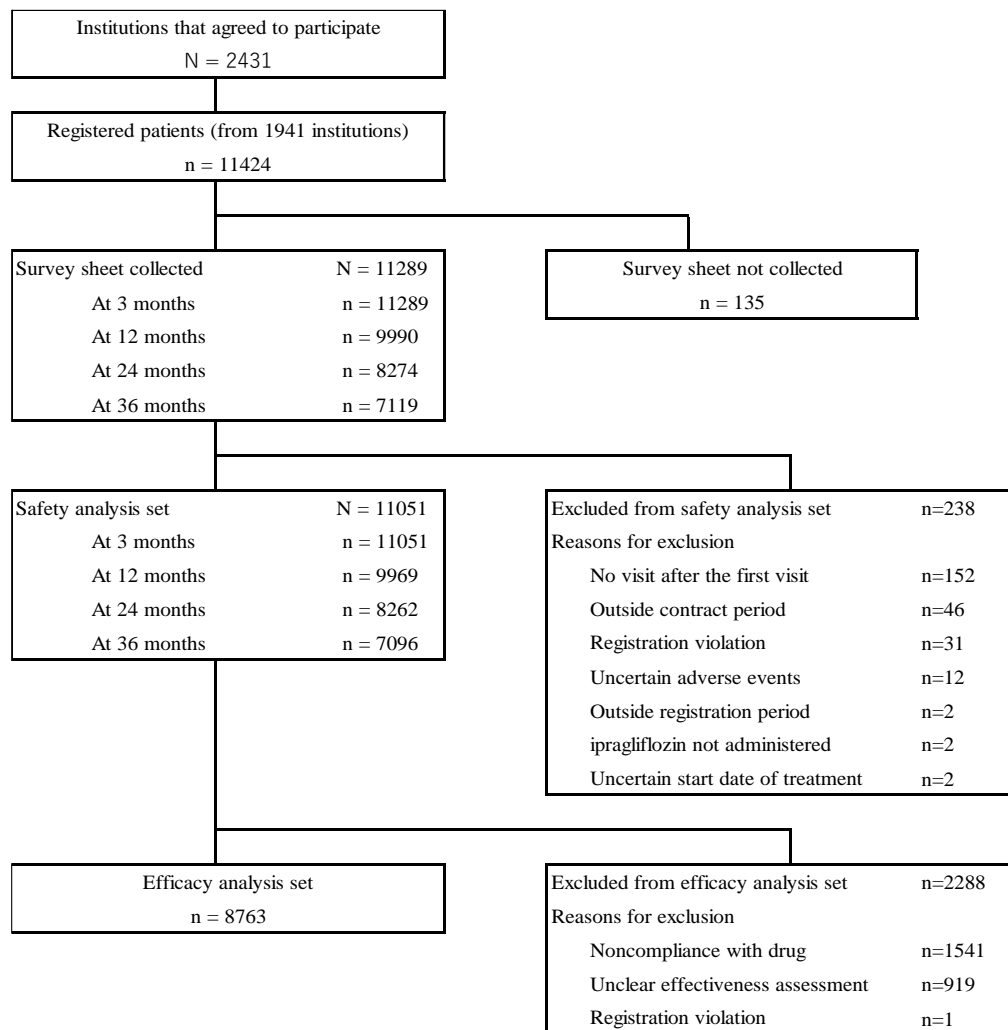 Institutions that agreed to participate
N = 2431
Registered patients (from 1941 institutions)
n = 11424
Survey sheet collected N = 11289
At 3 months n = 11289
At 12 months n = 9990
At 24 months n = 8274
At 36 months n = 7119
Survey sheet not collected
n = 135
Safety analysis set N = 11051
At 3 months n = 11051
At 12 months n = 9969
At 24 months n = 8262
At 36 months n = 7096
Excluded from safety analysis set n=238
Reasons for exclusion
No visit after the first visit n=152
Outside contract period n=46
Registration violation n=31
Uncertain adverse events n=12
Outside registration period n=2
ipragliflozin not administered n=2
Uncertain start date of treatment n=2
Efficacy analysis set
n = 8763
Excluded from efficacy analysis set n=2288
Reasons for exclusion
Noncompliance with drug n=1541
Unclear effectiveness assessment n=919
Registration violation n=1